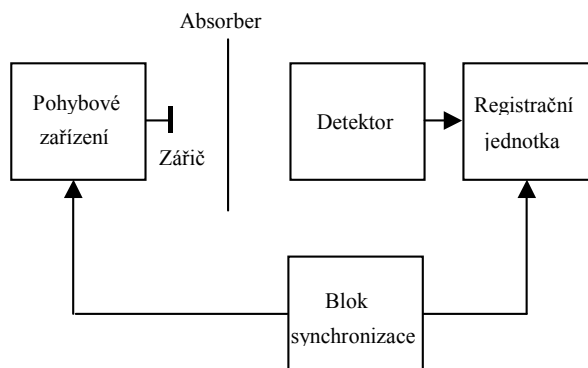 Absorber
Pohybové
zařízení
Zářič
Detektor
Registrační
jednotka
Blok
synchronizace